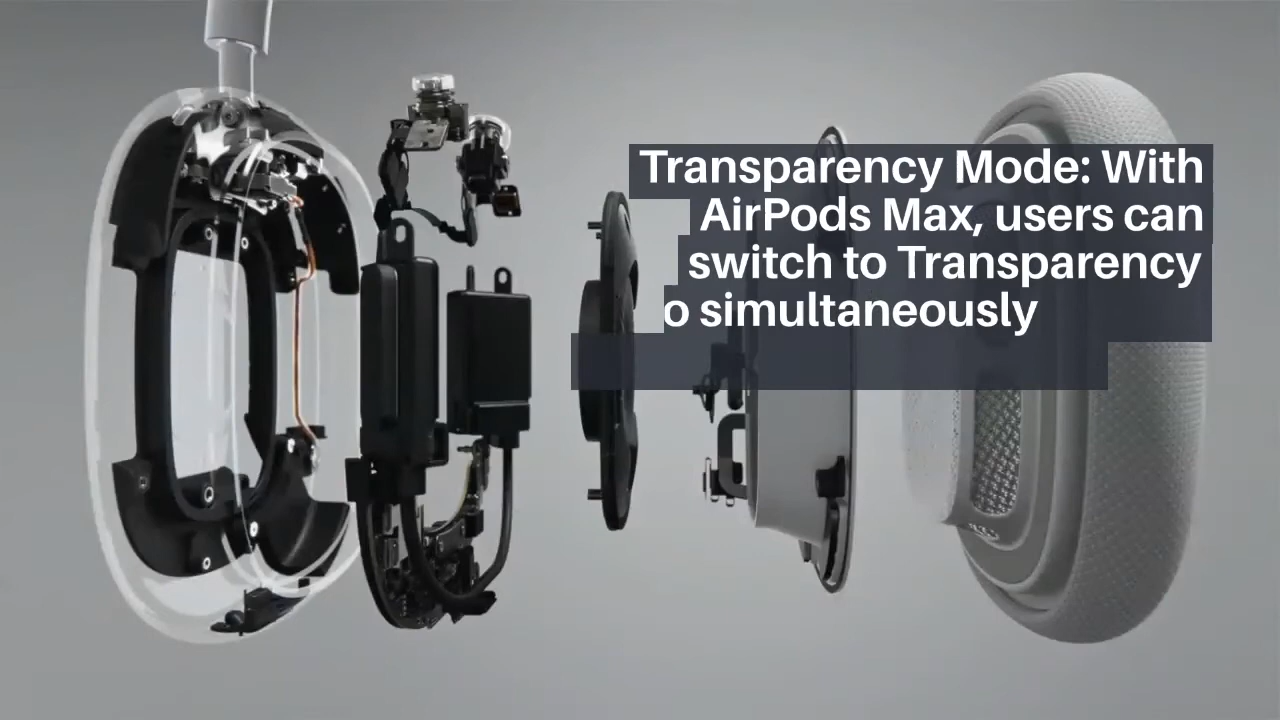 Transparency Mode: With
AirPods Max, users can
switch to Transparency
o simultaneously